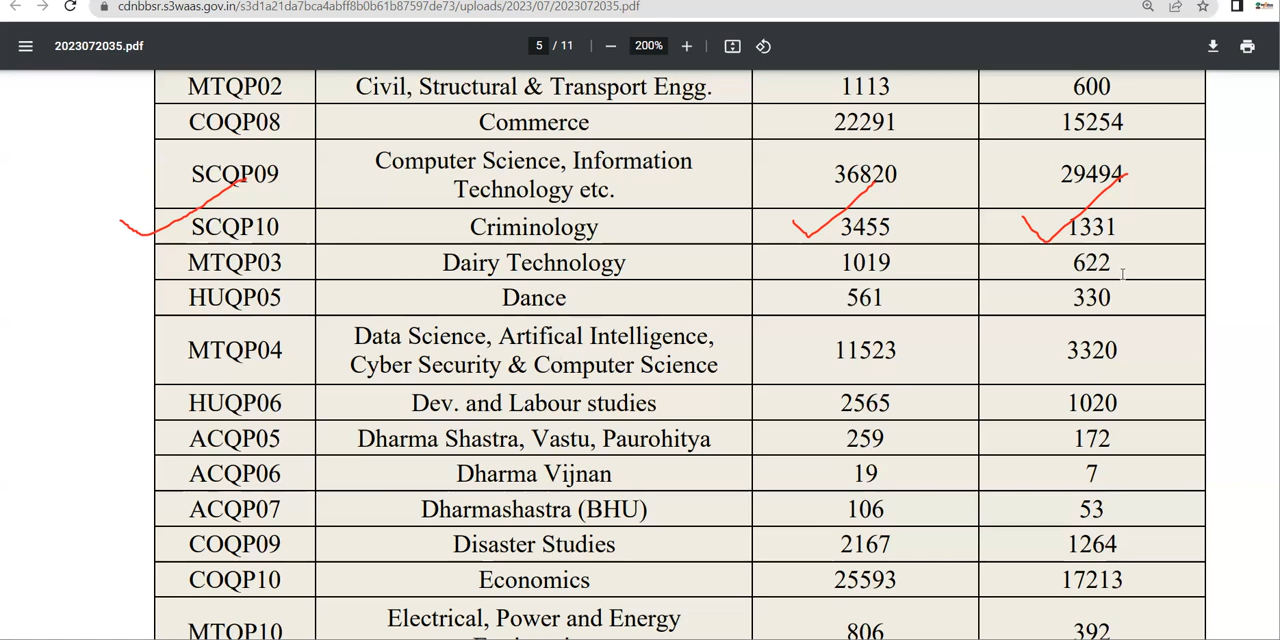 cdnbbsr.s3waas.gov.in/s3d1a21da7bca4abff8b0b61b87597de73/uploads/2023/07/2023072035.pdf
2023072035.pdf
5 / 11
200%
MTQP02 Civil, Structural & Transport Engg. 1113 600
COQP08 Commerce 22291 15254
SCQP09 Computer Science, Information 36820 29494
Technology etc.
SCQP10 Criminology 3455 1331
MTQP03 Dairy Technology 1019 622
HUQP05 Dance 561 330
MTQP04 Data Science, Artifical Intelligence, 11523 3320
Cyber Security & Computer Science
HUQP06 Dev. and Labour studies 2565 1020
ACQP05 Dharma Shastra, Vastu, Paurohitya 259 172
ACQP06 Dharma Vijnan 19 7
ACQP07 Dharmashastra (BHU) 106 53
COQP09 Disaster Studies 2167 1264
COQP10 Economics 25593 17213
MTQP10 Electrical, Power and Energy 806 392